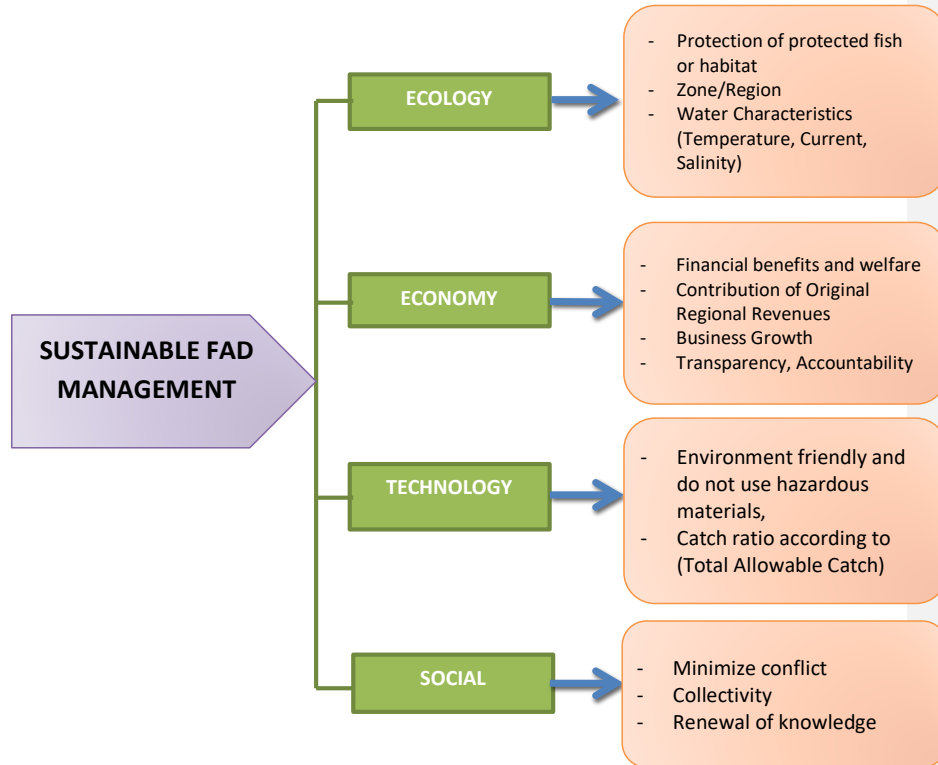 SUSTAINABLE FAD
MANAGEMENT
ECOLOGY
- Protection of protected fish
or habitat
- Zone/Region
- Water Characteristics
(Temperature, Current,
Salinity)
ECONOMY
- Financial benefits and welfare
- Contribution of Original
Regional Revenues
- Business Growth
- Transparency, Accountability
TECHNOLOGY
- Environment friendly and
do not use hazardous
materials,
- Catch ratio according to
(Total Allowable Catch)
SOCIAL
- Minimize conflict
- Collectivity
- Renewal of knowledge